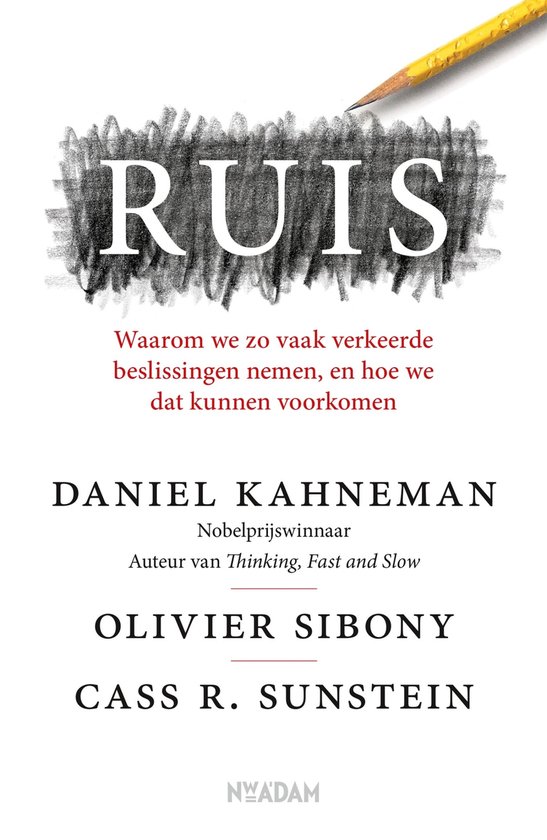 RUIS
Waarom we zo vaak verkeerde
beslissingen nemen, en hoe we
dat kunnen voorkomen
DANIEL KAHNEMAN
Nobelprijswinnaar
Auteur van Thinking, Fast and Slow
OLIVIER SIBONY
CASS R. SUNSTEIN
NWADAM